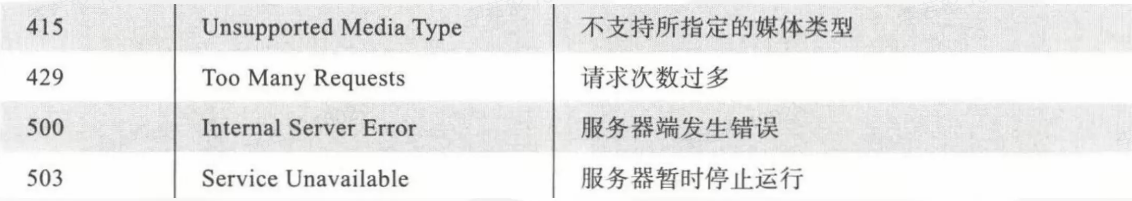 415 Unsupported Media Type 不支持所指定的媒体类型
429 Too Many Requests 请求次数过多
500 Internal Server Error 服务器端发生错误
503 Service Unavailable 服务器暂时停止运行